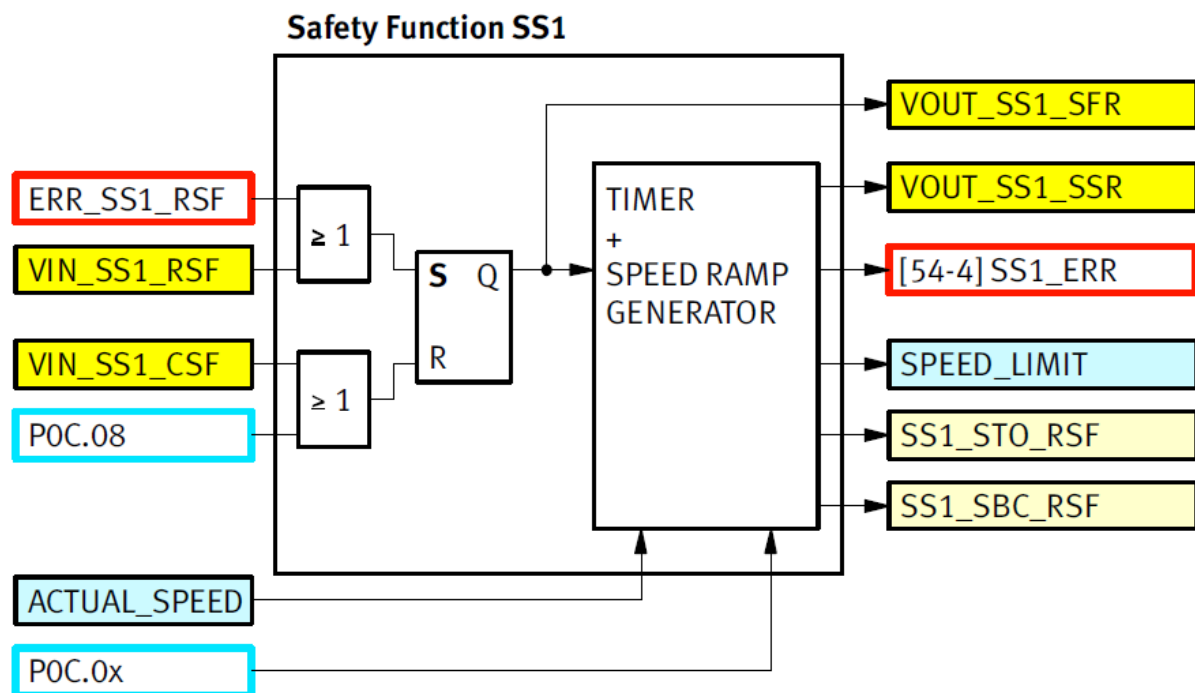 Safety Function SS1
VOUT_SS1_SFR
ERR_SS1_RSF
≥ 1
TIMER
+
SPEED RAMP
GENERATOR
VOUT_SS1_SSR
VIN_SS1_RSF
S Q
R
[54-4] SS1_ERR
VIN_SS1_CSF
≥ 1
SPEED_LIMIT
P0C.08
SS1_STO_RSF
SS1_SBC_RSF
ACTUAL_SPEED
P0C.0x